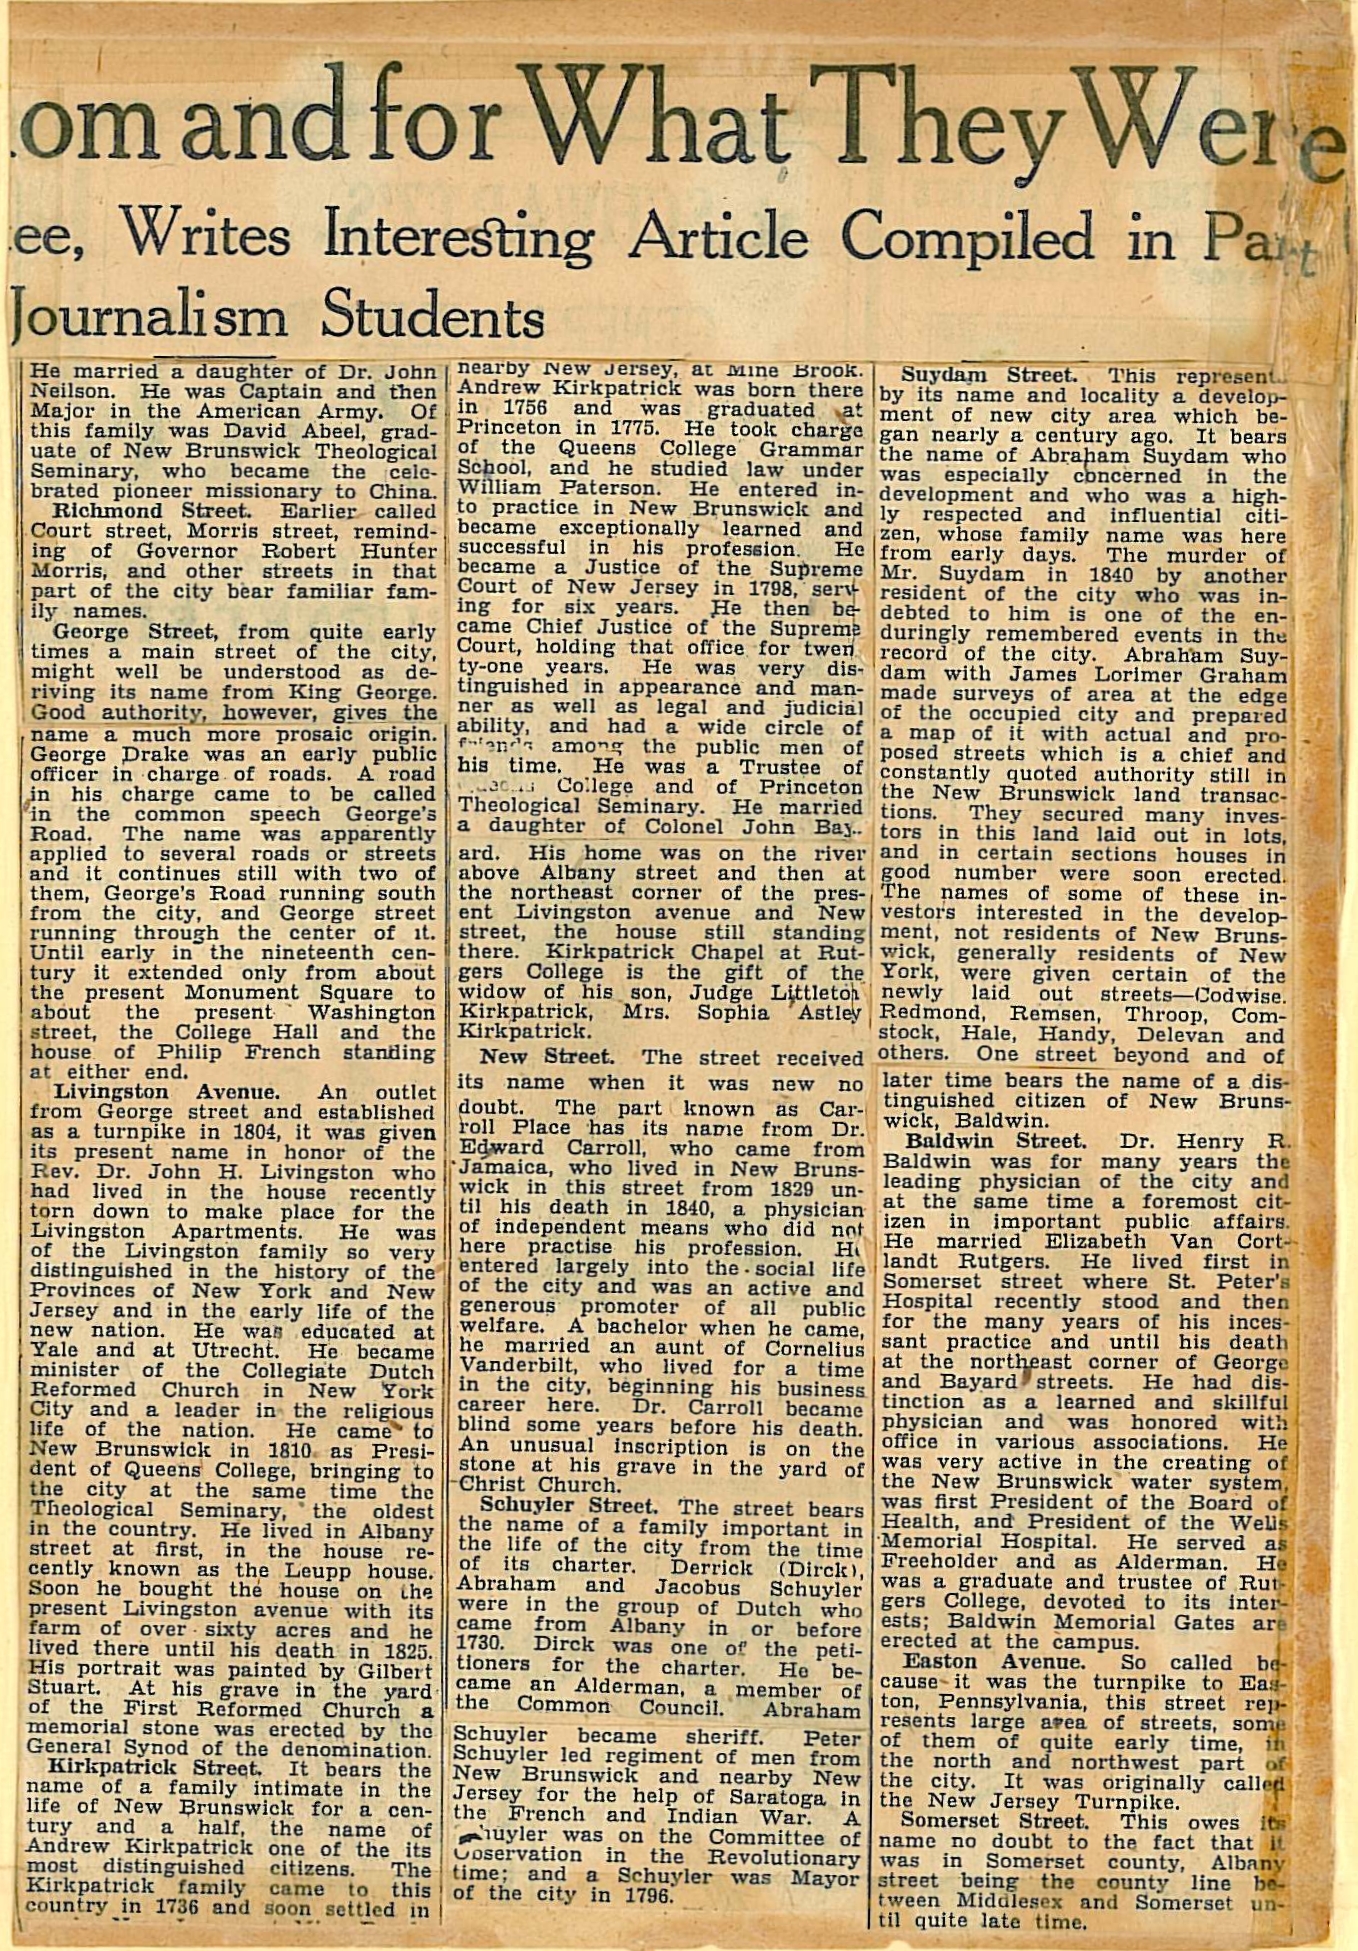 om and for What They Were
ee, Writes Interesting Article Compiled in Part
Journalism Students
He married a daughter of Dr. John
Neilson. He was Captain and then
Major in the American Army. Of
this family was David Abeel, grad-
uate of New Brunswick Theological
Seminary, who became the cele-
brated pioneer missionary to China.
Richmond Street. Earlier called
Court street, Morris street, remind-
ing of Governor Robert Hunter
Morris, and other streets in that
part of the city bear familiar fam-
ily names.
George Street, from quite early
times a main street of the city,
might well be understood as de-
riving its name from King George.
Good authority, however, gives the
name a much more prosaic origin.
George Drake was an early public
officer in charge of roads. A road
in his charge came to be called
in the common speech George's
Road. The name was apparently
applied to several roads or streets
and it continues still with two of
them, George's Road running south
from the city, and George street
running through the center of it.
Until early in the nineteenth cen-
tury it extended only from about
the present Monument Square to
about the present Washington
street, the College Hall and the
house of Philip French standing
at either end.
Livingston Avenue. An outlet
from George street and established
as a turnpike in 1804, it was given
its present name in honor of the
Rev. Dr. John H. Livingston who
had lived in the house recently
torn down to make place for the
Livingston Apartments. He was
of the Livingston family so very
distinguished in the history of the
Provinces of New York and New
Jersey and in the early life of the
new nation. He was educated at
Yale and at Utrecht. He became
minister of the Collegiate Dutch
Reformed Church in New York
City and a leader in the religious
life of the nation. He came to
New Brunswick in 1810 as Presi-
dent of Queens College, bringing to
the city at the same time the
Theological Seminary, the oldest
in the country. He lived in Albany
street at first, in the house re-
cently known as the Leupp house.
Soon he bought the house on the
present Livingston avenue with its
farm of over sixty acres and he
lived there until his death in 1825.
His portrait was painted by Gilbert
Stuart. At his grave in the yard
of the First Reformed Church a
memorial stone was erected by the
General Synod of the denomination.
Kirkpatrick Street. It bears the
name of a family intimate in the
life of New Brunswick for a cen-
tury and a half, the name of
Andrew Kirkpatrick one of the its
most distinguished citizens. The
Kirkpatrick family came to this
country in 1736 and soon settled in
nearby New Jersey, at Mine Brook.
Andrew Kirkpatrick was born there
in 1756 and was graduated at
Princeton in 1775. He took charge
of the Queens College Grammar
School, and he studied law under
William Paterson. He entered in-
to practice in New Brunswick and
became exceptionally learned and
successful in his profession. He
became a Justice of the Supreme
Court of New Jersey in 1798, serv-
ing for six years. He then be-
came Chief Justice of the Supreme
Court, holding that office for twen
ty-one years. He was very dis-
tinguished in appearance and man-
ner as well as legal and judicial
ability, and had a wide circle of
friends among the public men of
his time. He was a Trustee of
College and of Princeton
Theological Seminary. He married
a daughter of Colonel John Bay-
ard. His home was on the river
above Albany street and then at
the northeast corner of the pres-
ent Livingston avenue and New
street, the house still standing
there. Kirkpatrick Chapel at Rut-
gers College is the gift of the
widow of his son, Judge Littleton
Kirkpatrick, Mrs. Sophia Astley
Kirkpatrick.
New Street. The street received
its name when it was new no
doubt. The part known as Car-
roll Place has its name from Dr.
Edward Carroll, who came from
Jamaica, who lived in New Bruns-
wick in this street from 1829 un-
til his death in 1840, a physician
of independent means who did not
here practise his profession. He
entered largely into the social life
of the city and was an active and
generous promoter of all public
welfare. A bachelor when he came,
he married an aunt of Cornelius
Vanderbilt, who lived for a time
in the city, beginning his business
career here. Dr. Carroll became
blind some years before his death.
An unusual inscription is on the
stone at his grave in the yard of
Christ Church.
Schuyler Street. The street bears
the name of a family important in
the life of the city from the time
of its charter. Derrick (Dirck),
Abraham and Jacobus Schuyler
were in the group of Dutch who
came from Albany in or before
1730. Dirck was one of the peti-
tioners for the charter. He be-
came an Alderman, a member of
the Common Council. Abraham
Schuyler became sheriff. Peter
Schuyler led regiment of men from
New Brunswick and nearby New
Jersey for the help of Saratoga in
the French and Indian War. A
Schuyler was on the Committee of
Observation in the Revolutionary
time; and a Schuyler was Mayor
of the city in 1796.
Suydam Street. This represents
by its name and locality a develop-
ment of new city area which be-
gan nearly a century ago. It bears
the name of Abraham Suydam who
was especially concerned in the
development and who was a high-
ly respected and influential citi-
zen, whose family name was here
from early days. The murder of
Mr. Suydam in 1840 by another
resident of the city who was in-
debted to him is one of the en-
duringly remembered events in the
record of the city. Abraham Suy-
dam with James Lorimer Graham
made surveys of area at the edge
of the occupied city and prepared
a map of it with actual and pro-
posed streets which is a chief and
constantly quoted authority still in
the New Brunswick land transac-
tions. They secured many inves-
tors in this land laid out in lots,
and in certain sections houses in
good number were soon erected.
The names of some of these in-
vestors interested in the develop-
ment, not residents of New Bruns-
wick, generally residents of New
York, were given certain of the
newly laid out streets—Codwise.
Redmond, Remsen, Throop, Com-
stock, Hale, Handy, Delevan and
others. One street beyond and of
later time bears the name of a dis-
tinguished citizen of New Bruns-
wick, Baldwin.
Baldwin Street. Dr. Henry R.
Baldwin was for many years the
leading physician of the city and
at the same time a foremost cit-
izen in important public affairs.
He married Elizabeth Van Cort-
landt Rutgers. He lived first in
Somerset street where St. Peter's
Hospital recently stood and then
for the many years of his inces-
sant practice and until his death
at the northeast corner of George
and Bayard streets. He had dis-
tinction as a learned and skillful
physician and was honored with
office in various associations. He
was very active in the creating of
the New Brunswick water system,
was first President of the Board of
Health, and President of the Wells
Memorial Hospital. He served as
Freeholder and as Alderman. He
was a graduate and trustee of Rut-
gers College, devoted to its inter-
ests; Baldwin Memorial Gates are
erected at the campus.
Easton Avenue. So called be-
cause it was the turnpike to Eas-
ton, Pennsylvania, this street rep-
resents large area of streets, some
of them of quite early time, in
the north and northwest part of
the city. It was originally called
the New Jersey Turnpike.
Somerset Street. This owes its
name no doubt to the fact that it
was in Somerset county, Albany
street being the county line be-
tween Middlesex and Somerset un-
til quite late time.